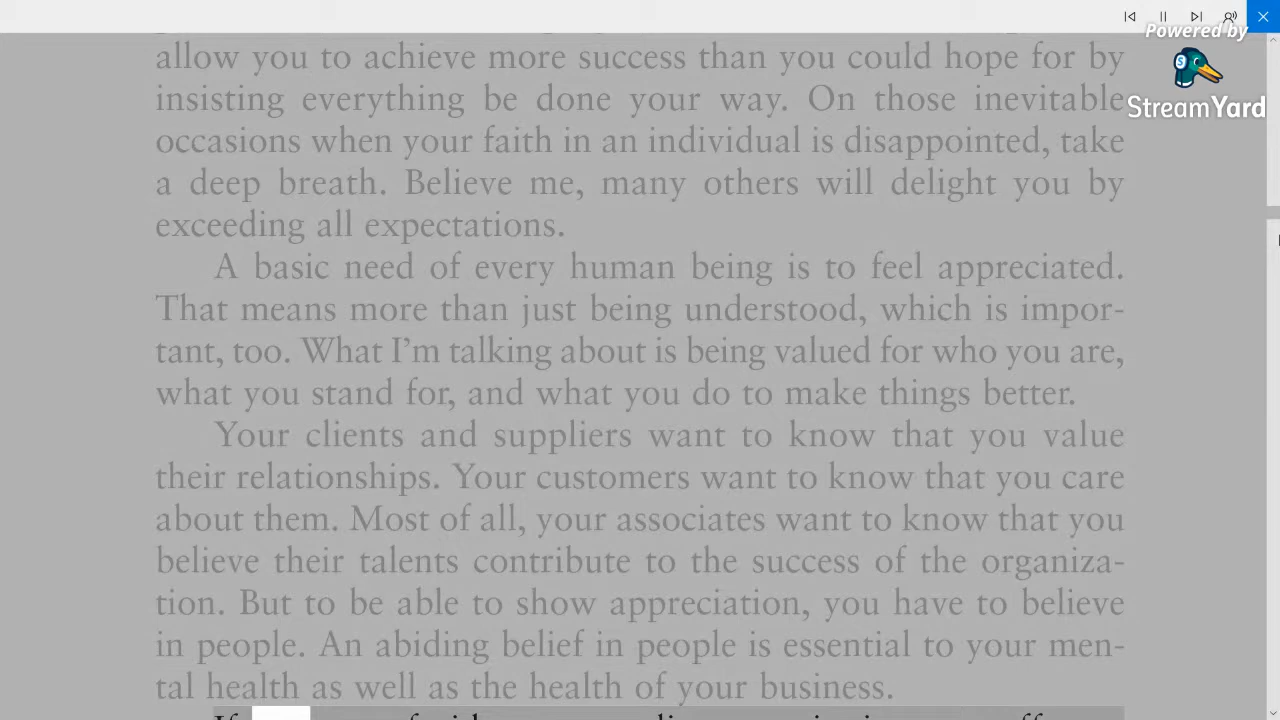 Powered by
StreamYard
allow you to achieve more success than you could hope for by
insisting everything be done your way. On those inevitable
occasions when your faith in an individual is disappointed, take
a deep breath. Believe me, many others will delight you by
exceeding all expectations.
A basic need of every human being is to feel appreciated.
That means more than just being understood, which is impor-
tant, too. What I'm talking about is being valued for who you are,
what you stand for, and what you do to make things better.
Your clients and suppliers want to know that you value
their relationships. Your customers want to know that you care
about them. Most of all, your associates want to know that you
believe their talents contribute to the success of the organiza-
tion. But to be able to show appreciation, you have to believe
in people. An abiding belief in people is essential to your men-
tal health as well as the health of your business.
If